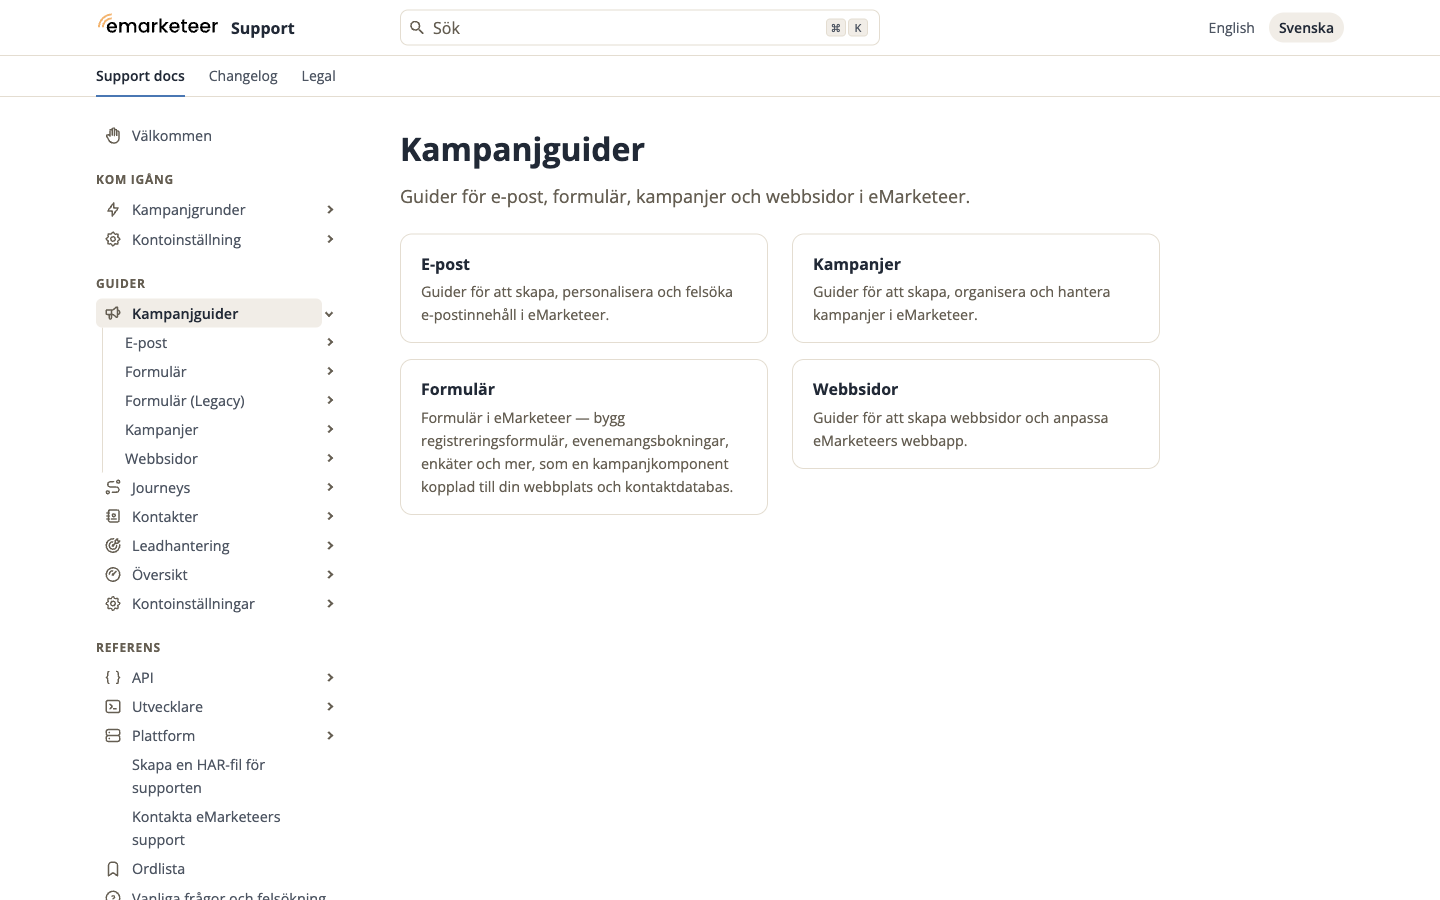 emarketeer Support
Sök
⌘ K
English
Svenska
Support docs
Changelog
Legal
Välkommen
KOM IGÅNG
Kampanjgrunder
Kontoinställning
GUIDER
Kampanjguider
E-post
Formulär
Formulär (Legacy)
Kampanjer
Webbsidor
Journeys
Kontakter
Leadhantering
Översikt
Kontoinställningar
REFERENS
API
Utvecklare
Plattform
Skapa en HAR-fil för
supporten
Kontakta eMarketeers
support
Ordlista
Vanliga frågor och felsökning
Kampanjguider
Guider för e-post, formulär, kampanjer och webbsidor i eMarketeer.
E-post
Guider för att skapa, personalisera och felsöka
e-postinnehåll i eMarketeer.
Kampanjer
Guider för att skapa, organisera och hantera
kampanjer i eMarketeer.
Formulär
Formulär i eMarketeer — bygg
registreringsformulär, evenemangsbokningar,
enkäter och mer, som en kampanjkomponent
kopplad till din webbplats och kontaktdatabas.
Webbsidor
Guider för att skapa webbsidor och anpassa
eMarketeers webbapp.